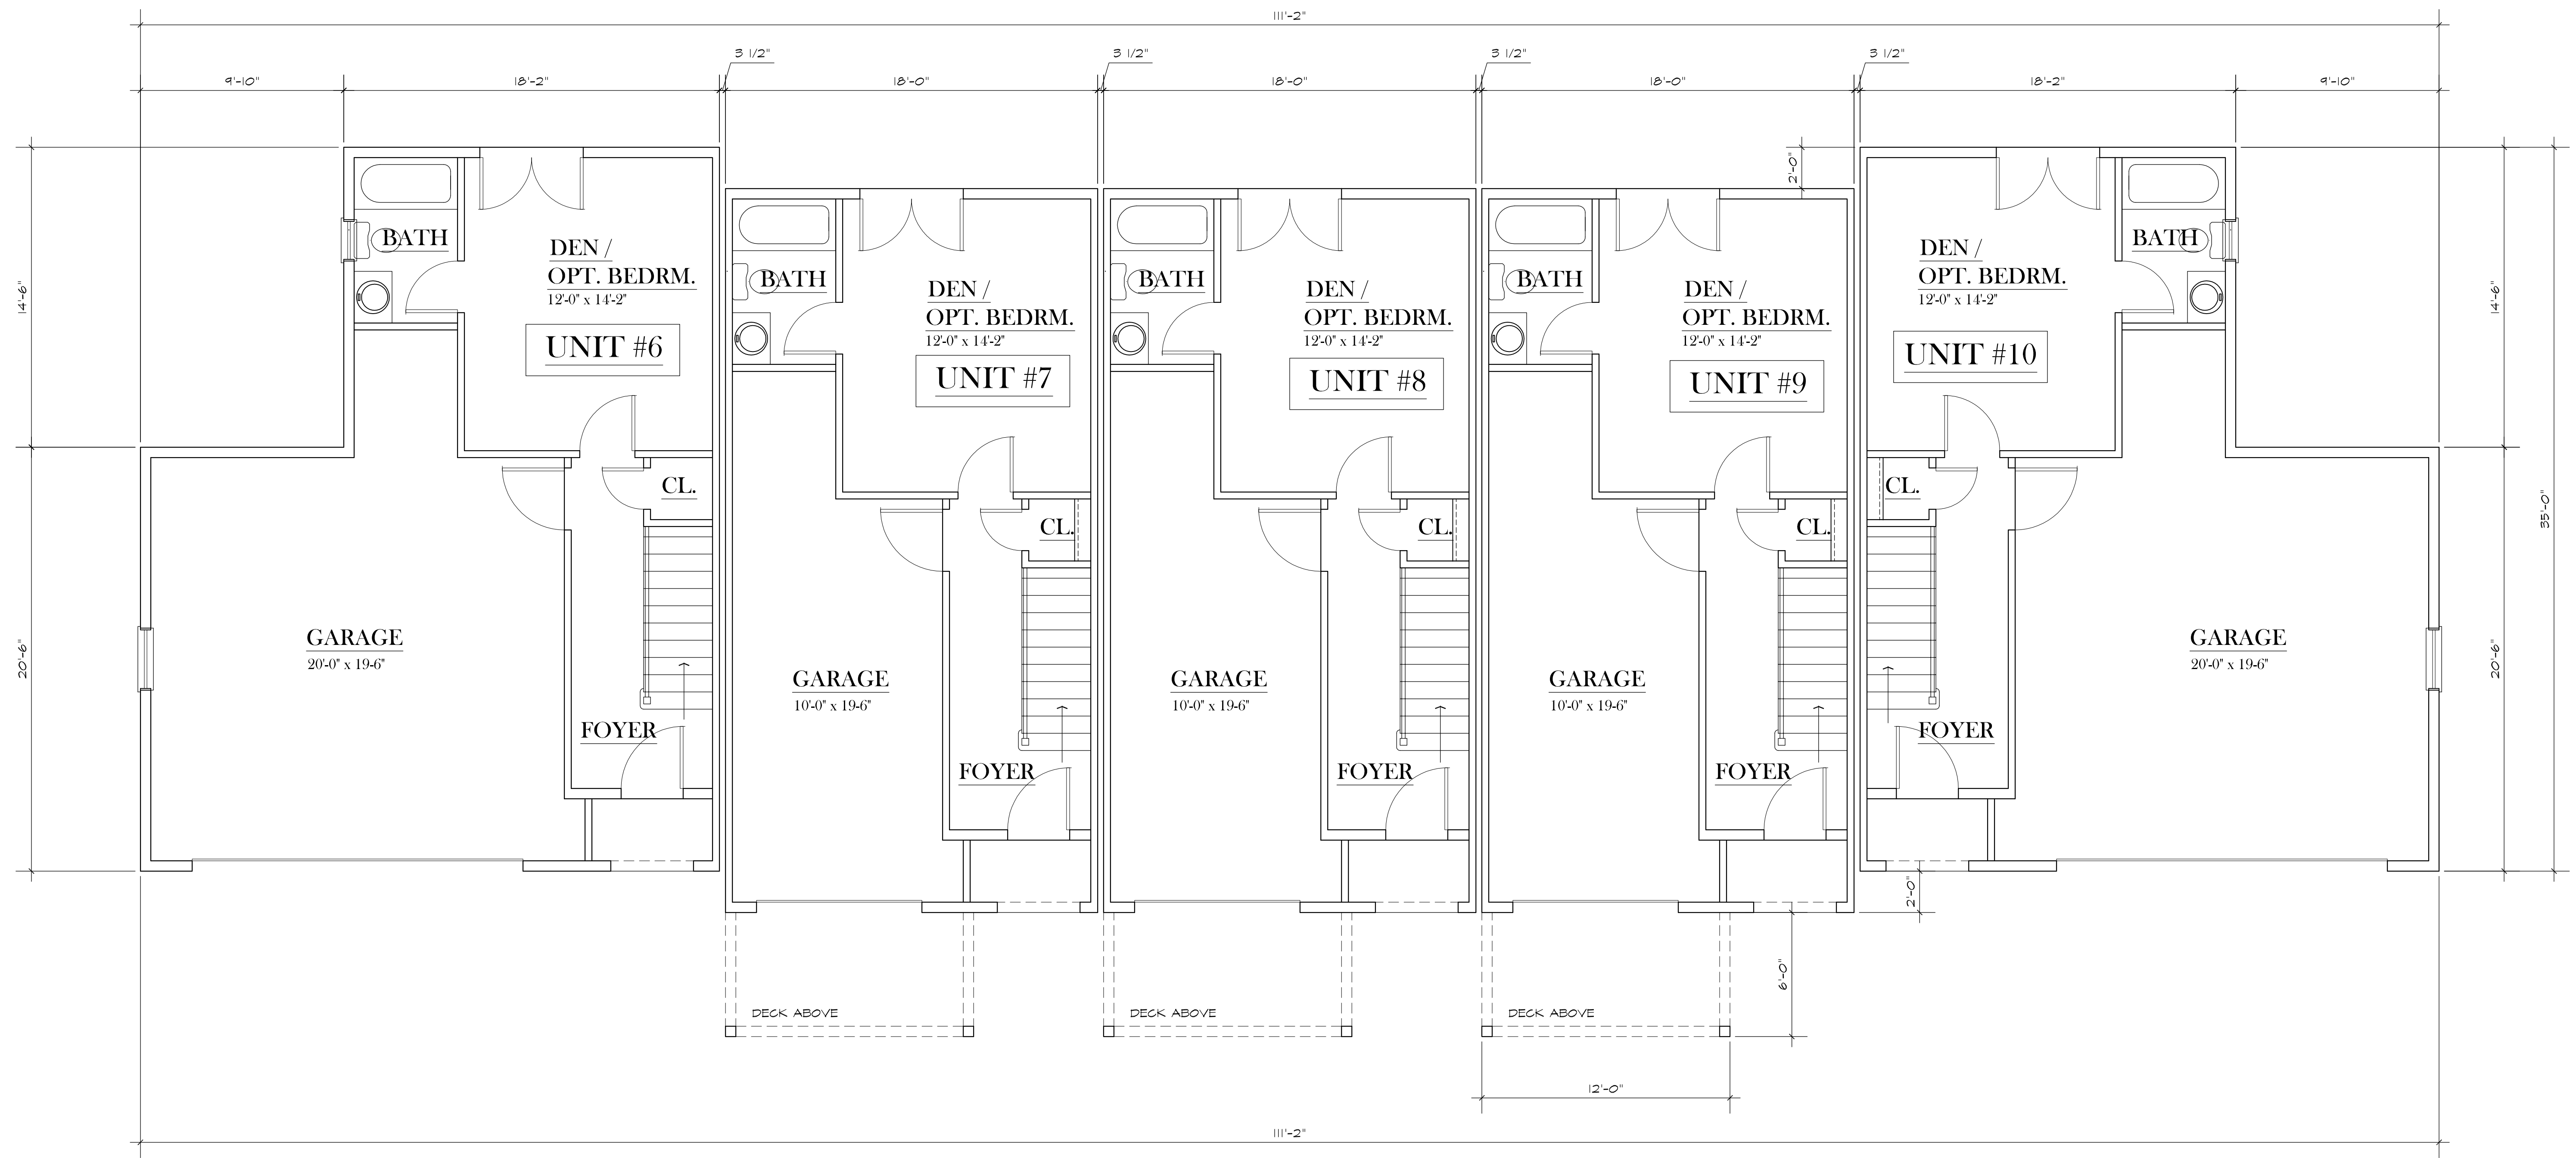 111'-2"
3 1/2"
3 1/2"
3 1/2"
3 1/2"
9'-10"
18'-2"
18'-0"
18'-0"
18'-0"
18'-2"
9'-10"
2'-0"
14'-6"
BATH
DEN /
OPT. BEDRM.
12'-0" x 14'-2"
UNIT #6
CL.
GARAGE
20'-0" x 19-6"
FOYER
20'-6"
BATH
DEN /
OPT. BEDRM.
12'-0" x 14'-2"
UNIT #7
CL.
GARAGE
10'-0" x 19-6"
FOYER
DECK ABOVE
BATH
DEN /
OPT. BEDRM.
12'-0" x 14'-2"
UNIT #8
CL.
GARAGE
10'-0" x 19-6"
FOYER
DECK ABOVE
BATH
DEN /
OPT. BEDRM.
12'-0" x 14'-2"
UNIT #9
CL.
GARAGE
10'-0" x 19-6"
FOYER
DECK ABOVE
DEN /
OPT. BEDRM.
12'-0" x 14'-2"
BATH
UNIT #10
CL.
GARAGE
20'-0" x 19-6"
FOYER
14'-6"
35'-0"
20'-6"
2'-0"
6'-0"
12'-0"
111'-2"